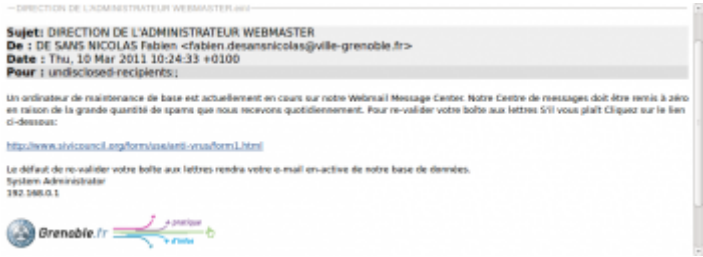 DIRECTION DE L'ADMINISTRATEUR WEBMASTER.eml
Sujet: DIRECTION DE L'ADMINISTRATEUR WEBMASTER
De : DE SANS NICOLAS Fabien <fabien.desansnicolas@ville-grenoble.fr>
Date : Thu, 10 Mar 2011 10:24:33 +0100
Pour : undisclosed-recipients:;
Un ordinateur de maintenance de base est actuellement en cours sur notre Webmail Message Center. Notre Centre de messages doit être remis à zéro
en raison de la grande quantité de spams que nous recevons quotidiennement. Pour re-valider votre boîte aux lettres S'il vous plaît Cliquez sur le lien
ci-dessous:
http://www.sivicouncil.org/form/use/anti-vrus/form1.html
Le défaut de re-valider votre boîte aux lettres rendra votre e-mail en-active de notre base de données.
System Administrator
192.168.0.1
Grenoble.fr
+ pratique
+ d'infos